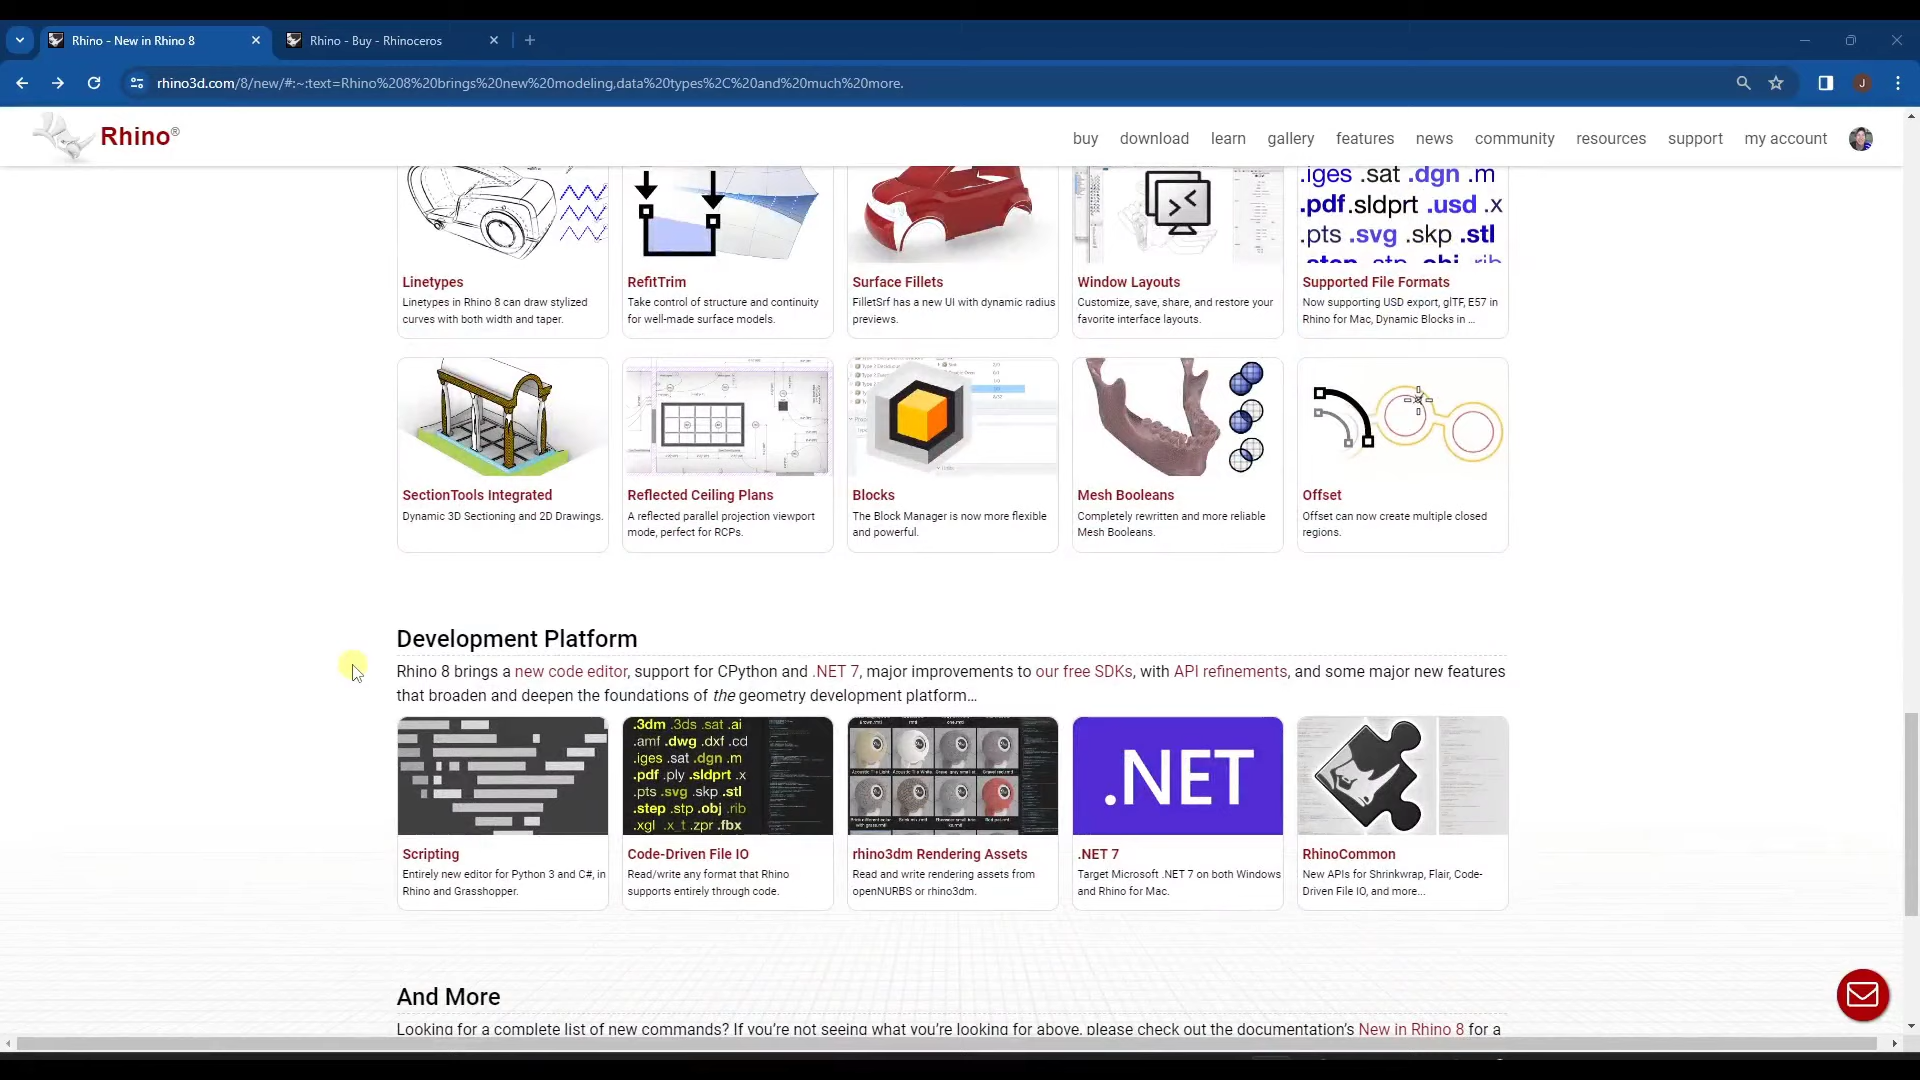 Rhino - New in Rhino 8
Rhino - Buy - Rhinoceros
rhino3d.com/8/new/#:~:text=Rhino%208%20brings%20new%20modeling,data%20types%2C%20and%20much%20more.
J
Rhino®
buy download learn gallery features news community resources support my account
.iges .sat .dgn .m
.pdf .sldprt .usd .x
.pts .svg .skp .stl
.step .stp .obj .rib
Linetypes
Linetypes in Rhino 8 can draw stylized
curves with both width and taper.
RefitTrim
Take control of structure and continuity
for well-made surface models.
Surface Fillets
FilletSrf has a new UI with dynamic radius
previews.
Window Layouts
Customize, save, share, and restore your
favorite interface layouts.
Supported File Formats
Now supporting USD export, glTF, E57 in
Rhino for Mac, Dynamic Blocks in ...
SectionTools Integrated
Dynamic 3D Sectioning and 2D Drawings.
Reflected Ceiling Plans
A reflected parallel projection viewport
mode, perfect for RCPs.
Blocks
The Block Manager is now more flexible
and powerful.
Mesh Booleans
Completely rewritten and more reliable
Mesh Booleans.
Offset
Offset can now create multiple closed
regions.
Development Platform
Rhino 8 brings a new code editor, support for CPython and .NET 7, major improvements to our free SDKs, with API refinements, and some major new features
that broaden and deepen the foundations of the geometry development platform…
.3dm .3ds .sat .ai
.amf .dwg .dxf .cd
.iges .sat .dgn .m
.pdf .ply .sldprt .x
.pts .svg .skp .stl
.step .stp .obj .rib
.xgl .x_t .zpr .fbx
.NET
Scripting
Entirely new editor for Python 3 and C#, in
Rhino and Grasshopper.
Code-Driven File IO
Read/write any format that Rhino
supports entirely through code.
rhino3dm Rendering Assets
Read and write rendering assets from
openNURBS or rhino3dm.
.NET 7
Target Microsoft .NET 7 on both Windows
and Rhino for Mac.
RhinoCommon
New APIs for Shrinkwrap, Flair, Code-
Driven File IO, and more...
And More
Looking for a complete list of new commands? If you're not seeing what you're looking for above, please check out the documentation's New in Rhino 8 for a